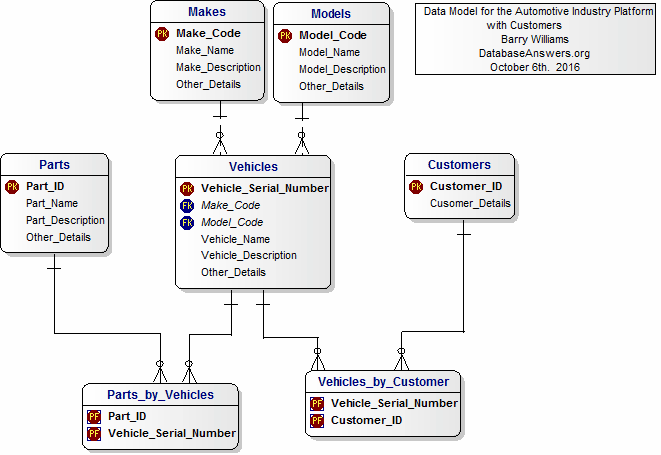 Makes
PK Make_Code
Make_Name
Make_Description
Other_Details
Models
PK Model_Code
Model_Name
Model_Description
Other_Details
Data Model for the Automotive Industry Platform
with Customers
Barry Williams
DatabaseAnswers.org
October 6th. 2016
Parts
PK Part_ID
Part_Name
Part_Description
Other_Details
Vehicles
PK Vehicle_Serial_Number
FK Make_Code
FK Model_Code
Vehicle_Name
Vehicle_Description
Other_Details
Customers
PK Customer_ID
Cusomer_Details
Parts_by_Vehicles
PF Part_ID
PF Vehicle_Serial_Number
Vehicles_by_Customer
PF Vehicle_Serial_Number
PF Customer_ID